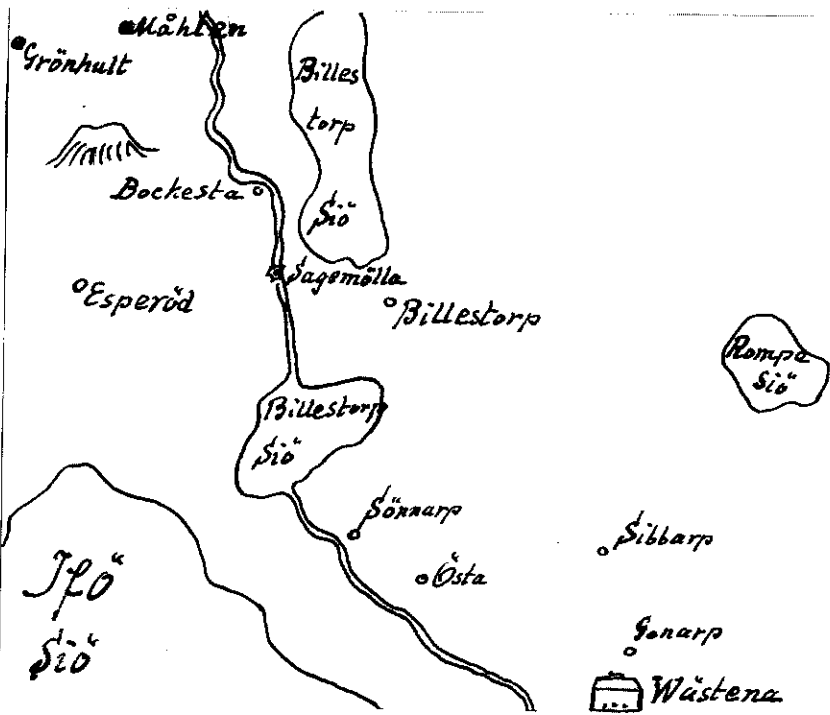 Måhlen
Grönhult
Billes
torp
Siö
Bockesta
Sagemölla
Esperöd
Billestorp
Rompe
Siö
Billestorp
Siö
Sönnarp
Sibbarp
Ifö
Siö
Östa
Gonarp
Wästena